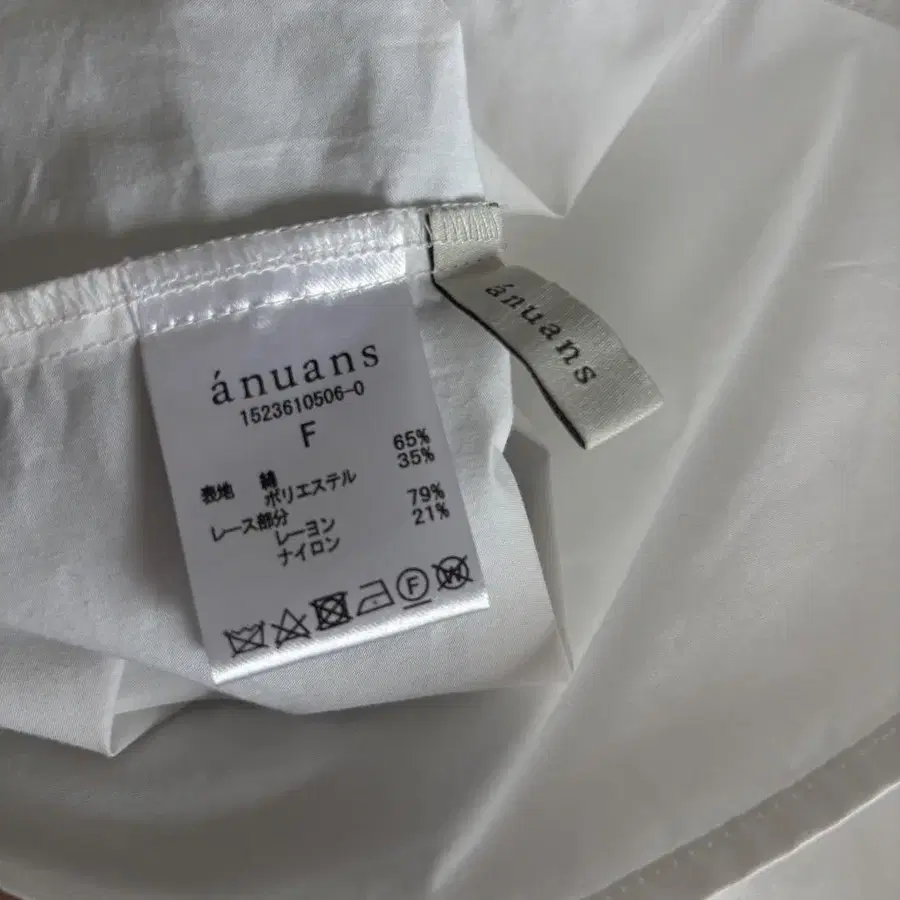 ánuans
1523610506-0
F
表地 綿 65%
ポリエステル 35%
レース部分
レーヨン 79%
ナイロン 21%
F
W
ánuans